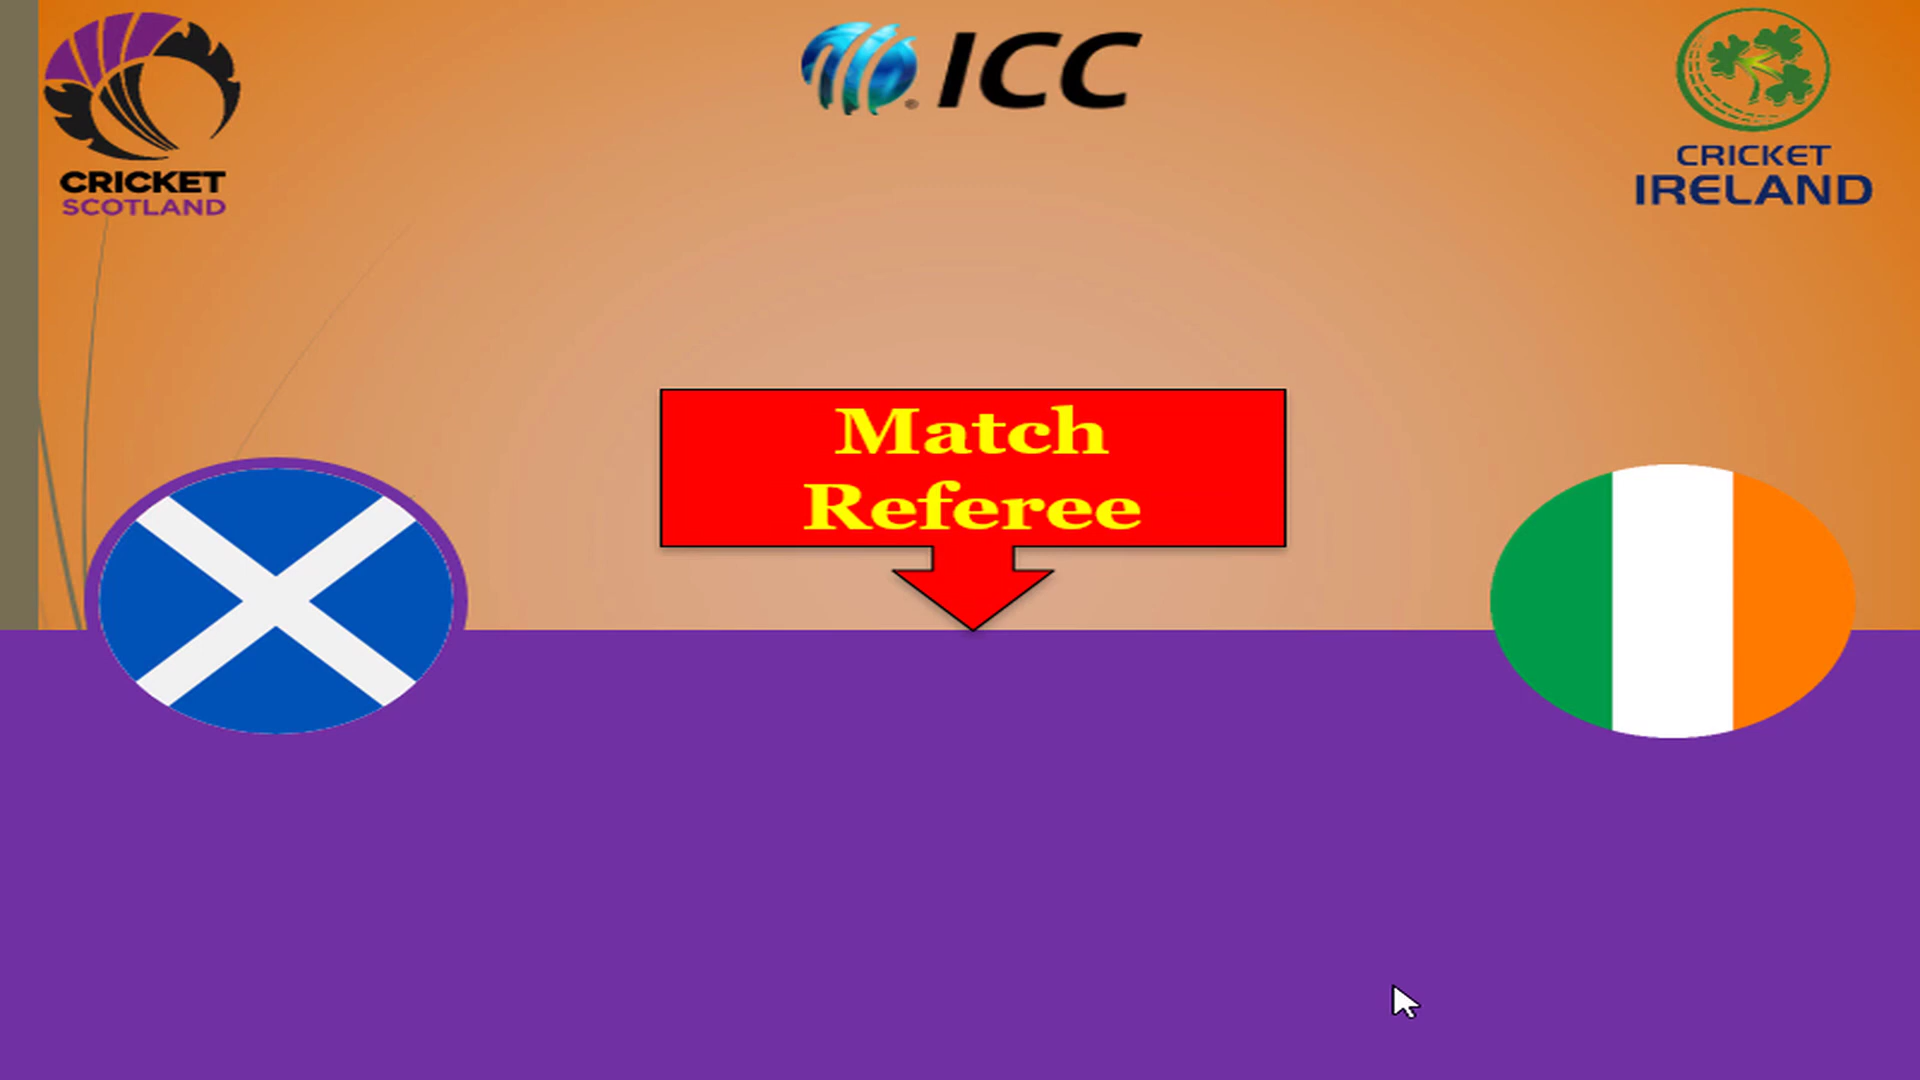 ICC
CRICKET
SCOTLAND
CRICKET
IRELAND
Match
Referee